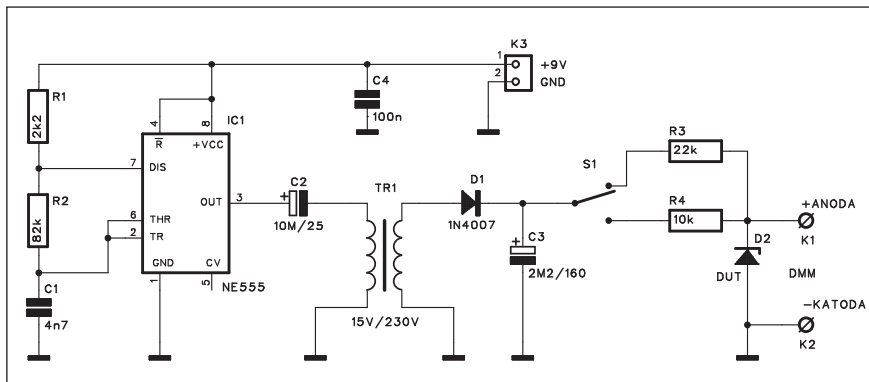 K3
1
+9V
2
GND
C4
100n
R1
2k2
4
8
IC1
R
+VCC
7
DIS
R2
82k
6
THR
2
TR
OUT
3
GND
CV
1
5
NE555
C1
4n7
C2
+
10M/25
TR1
15V/230V
D1
1N4007
+
C3
2M2/160
S1
R3
22k
R4
10k
+ANODA
K1
D2
DUT
DMM
-KATODA
K2